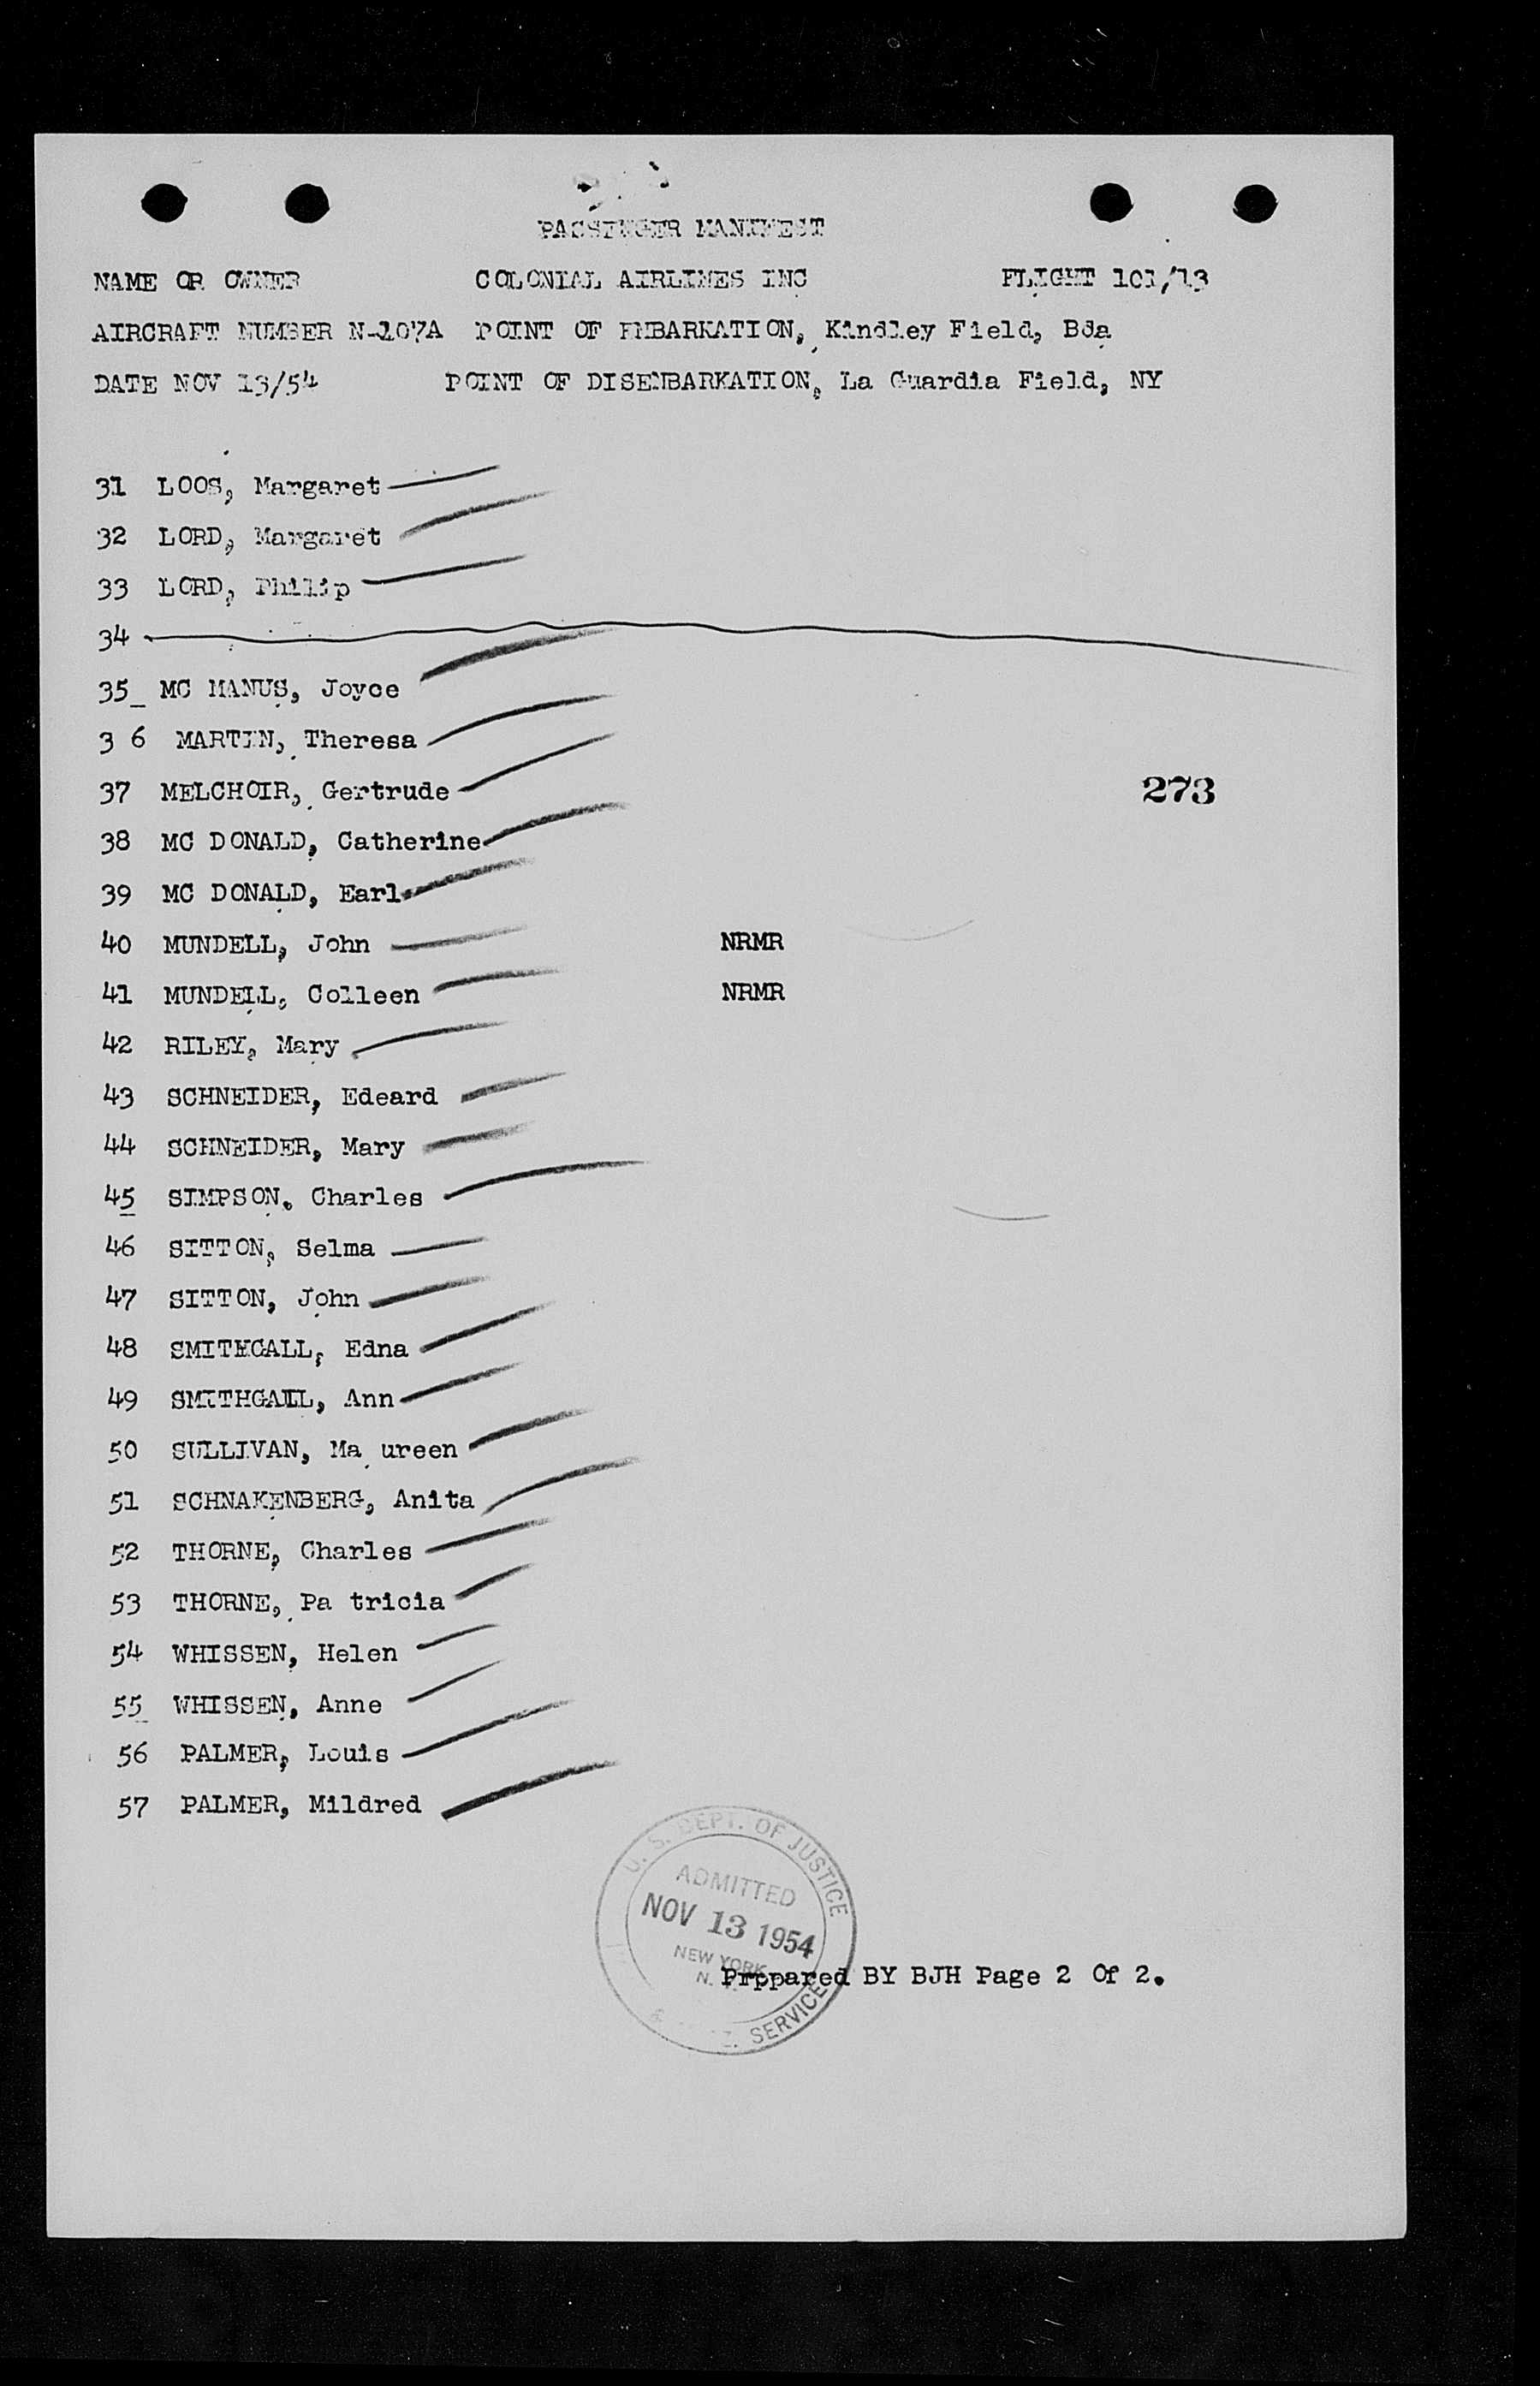 PASSENGER MANIFEST
NAME OR OWNER COLONIAL AIRLINES INC FLIGHT 101/13
AIRCRAFT NUMBER N-107A POINT OF EMBARKATION, Kindley Field, Bda
DATE NOV 13/54 POINT OF DISEMBARKATION, La Guardia Field, NY
31 LOOS, Margaret
32 LORD, Margaret
33 LORD, Philip
34
35_ MC MANUS, Joyce
3 6 MARTIN, Theresa
37 MELCHOIR, Gertrude
273
38 MC DONALD, Catherine
39 MC DONALD, Earl
40 MUNDELL, John NRMR
41 MUNDELL, Colleen NRMR
42 RILEY, Mary
43 SCHNEIDER, Edeard
44 SCHNEIDER, Mary
45 SIMPSON. Charles
46 SITTON, Selma
47 SITTON, John
48 SMITHGALL, Edna
49 SMITHGALL, Ann
50 SULLIVAN, Ma ureen
51 SCHNAKENBERG, Anita
52 THORNE, Charles
53 THORNE, Pa tricia
54 WHISSEN, Helen
55_ WHISSEN, Anne
56 PALMER, Louis
57 PALMER, Mildred
U. S. DEPT. OF JUSTICE
ADMITTED
NOV 13 1954
NEW YORK
N.
SERVICE
Prppared BY BJH Page 2 Of 2.